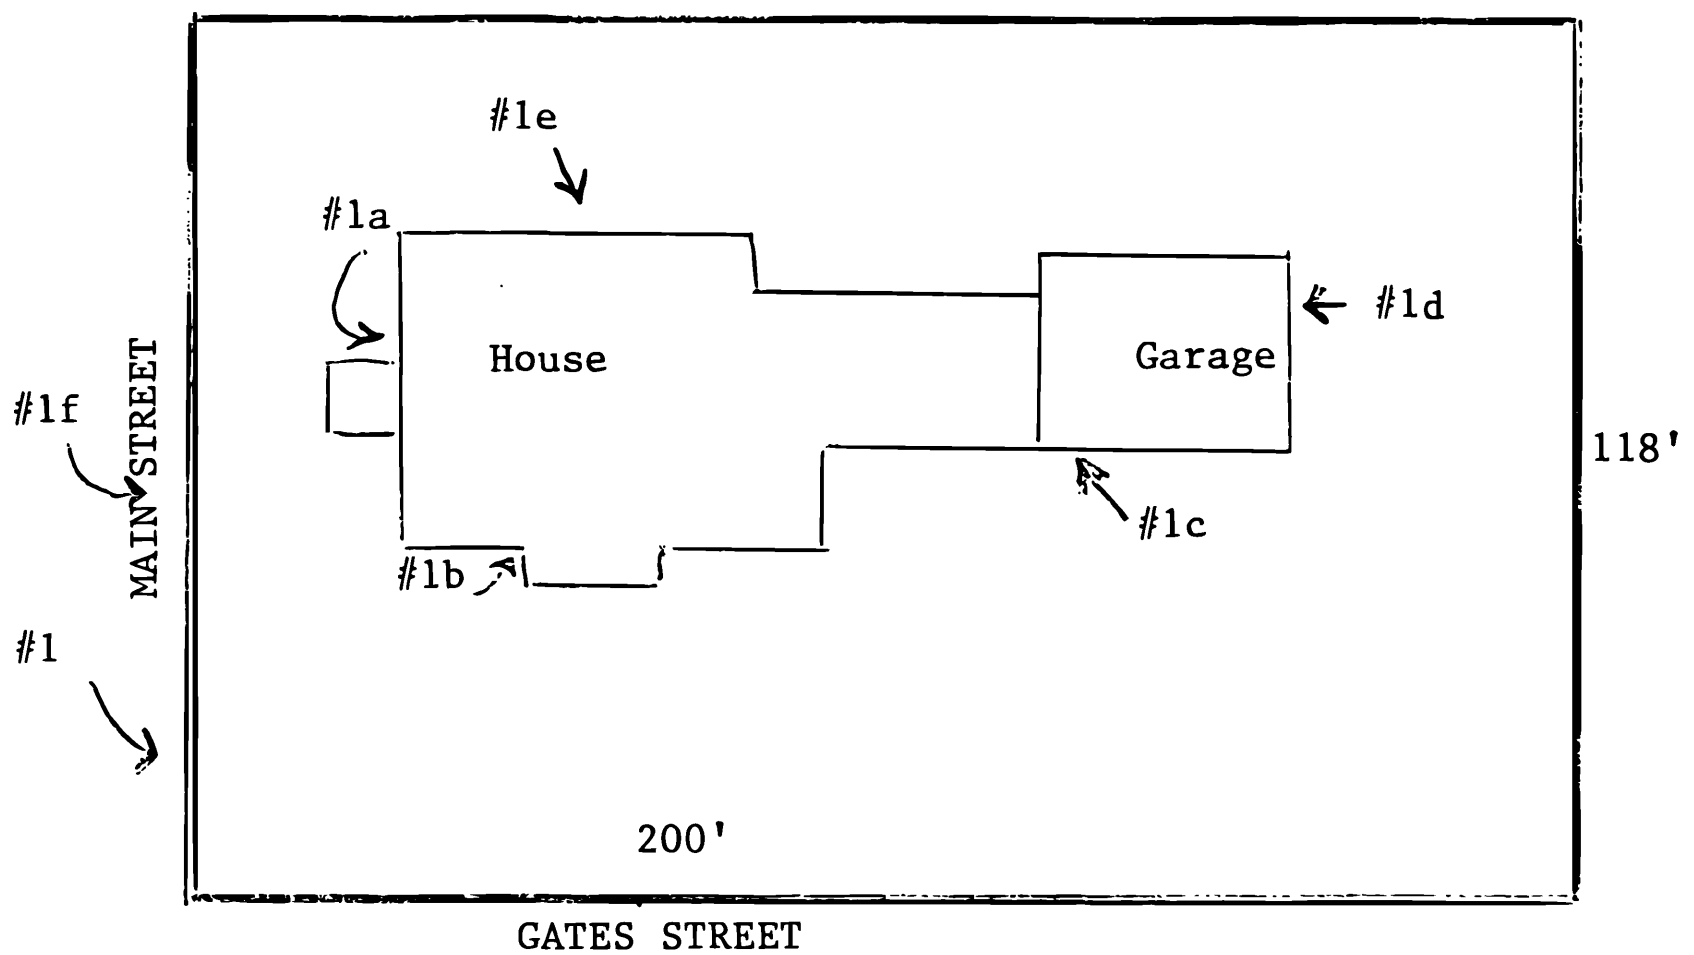 #1e
#1a
#1d
House
Garage
#1f
MAIN STREET
118'
#1c
#1b
#1
200'
GATES STREET